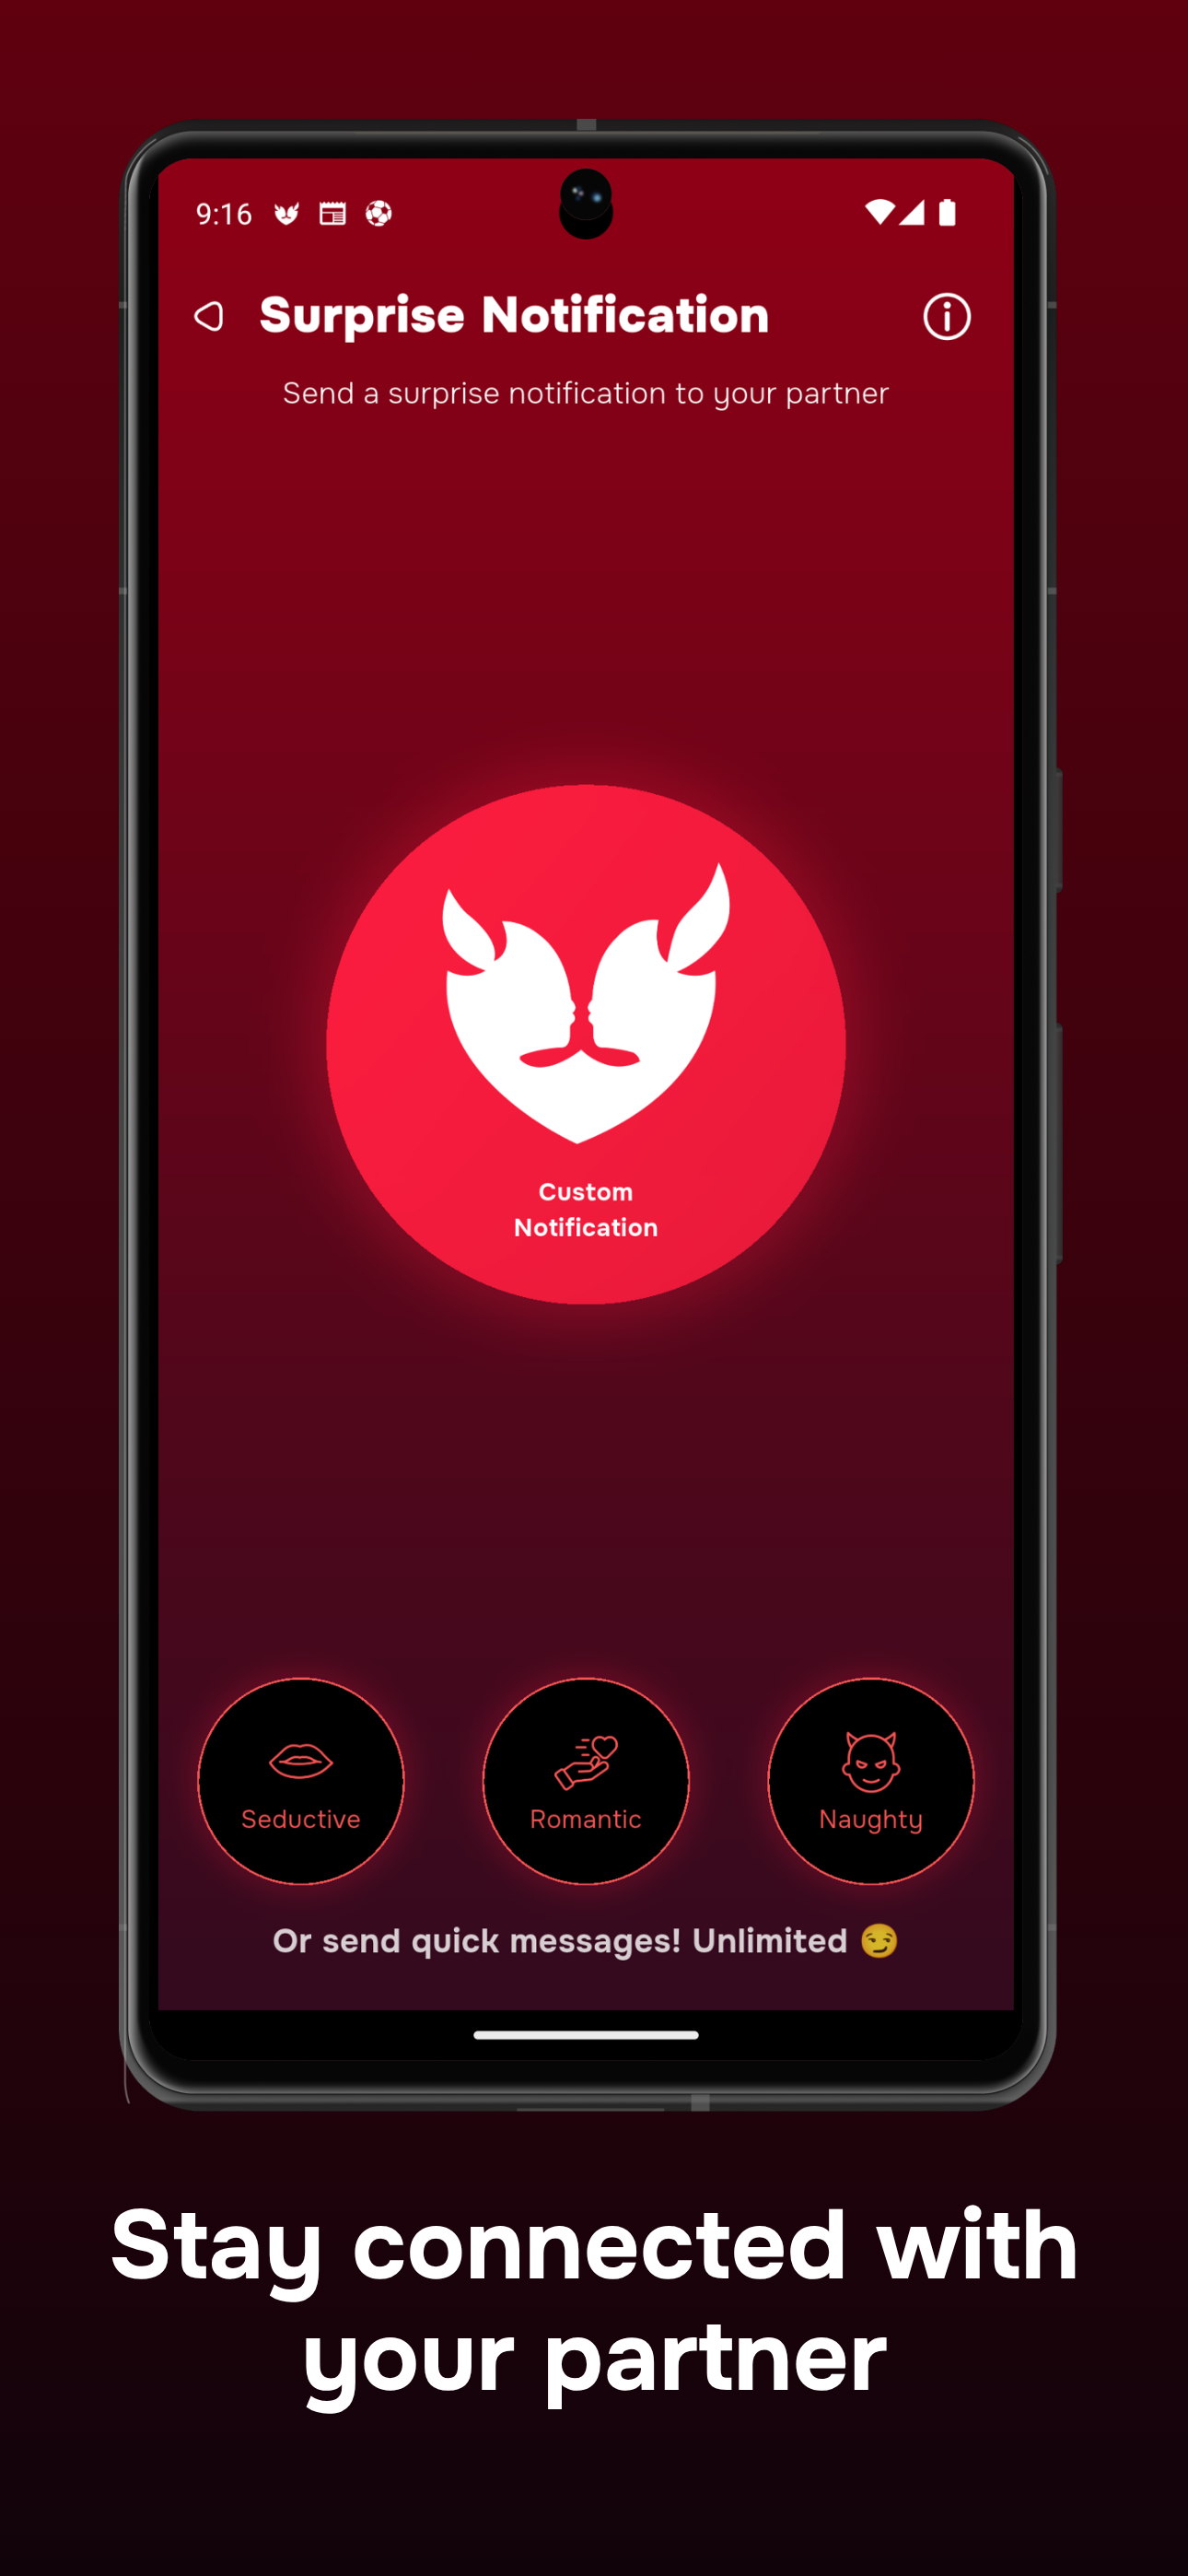 9:16
Surprise Notification
Send a surprise notification to your partner
Custom
Notification
Seductive
Romantic
Naughty
Or send quick messages! Unlimited 😏
Stay connected with
your partner